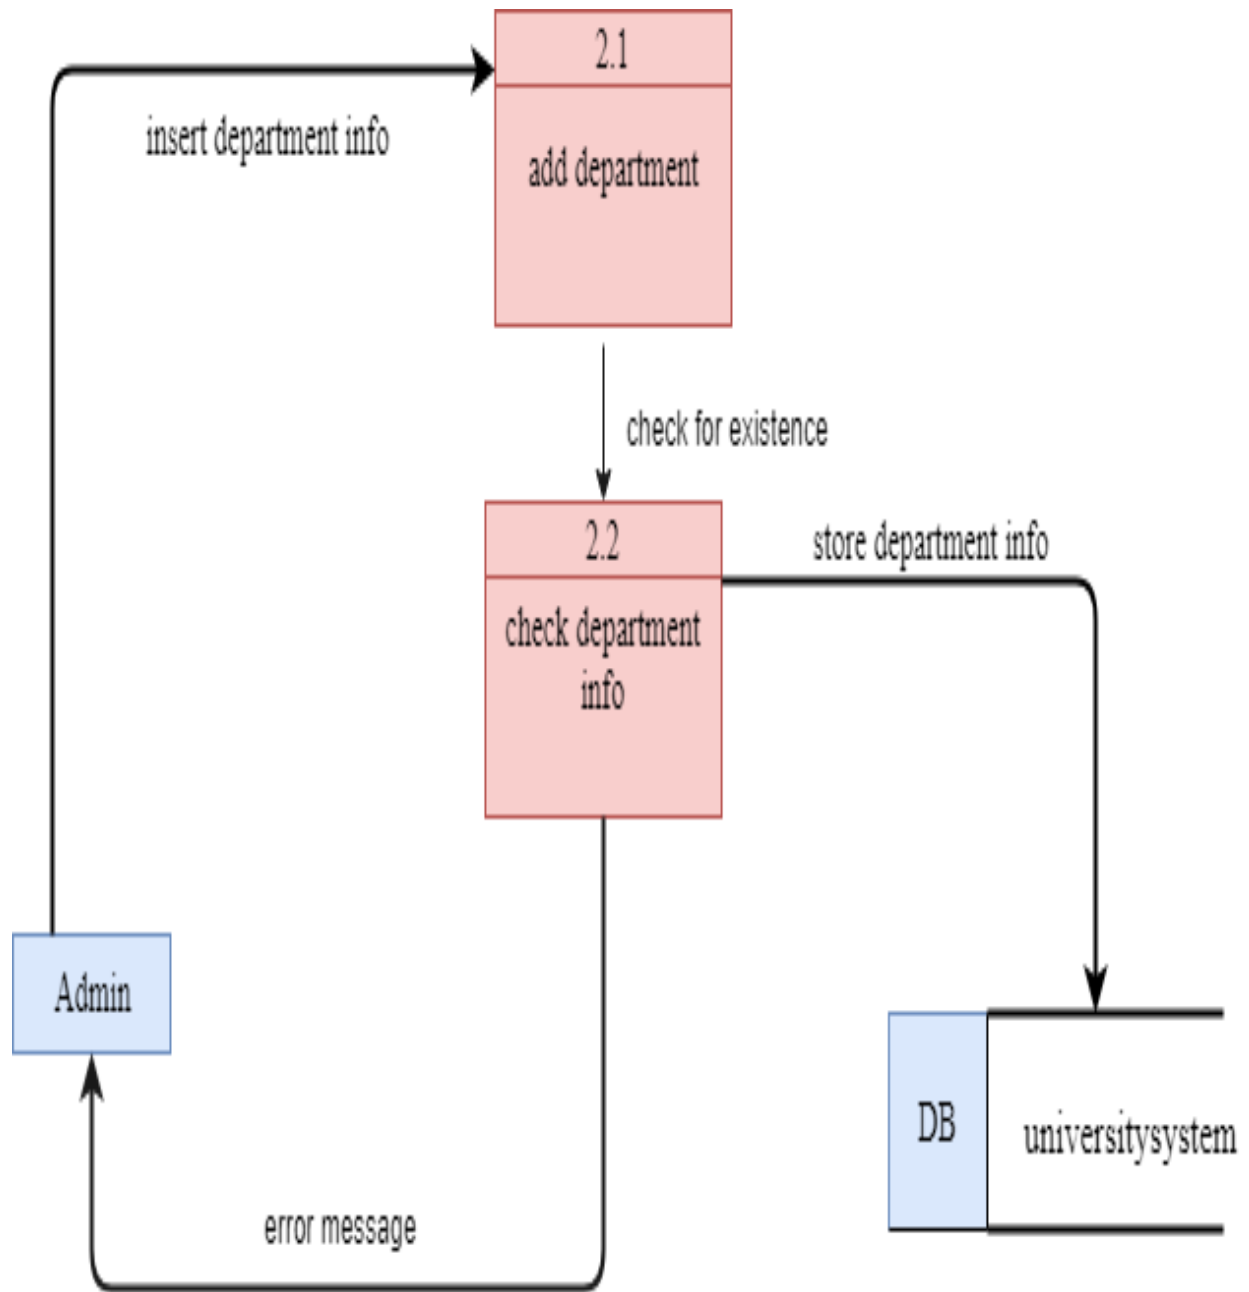 2.1
insert department info
add department
check for existence
2.2
store department info
check department
info
Admin
DB
universitysystem
error message